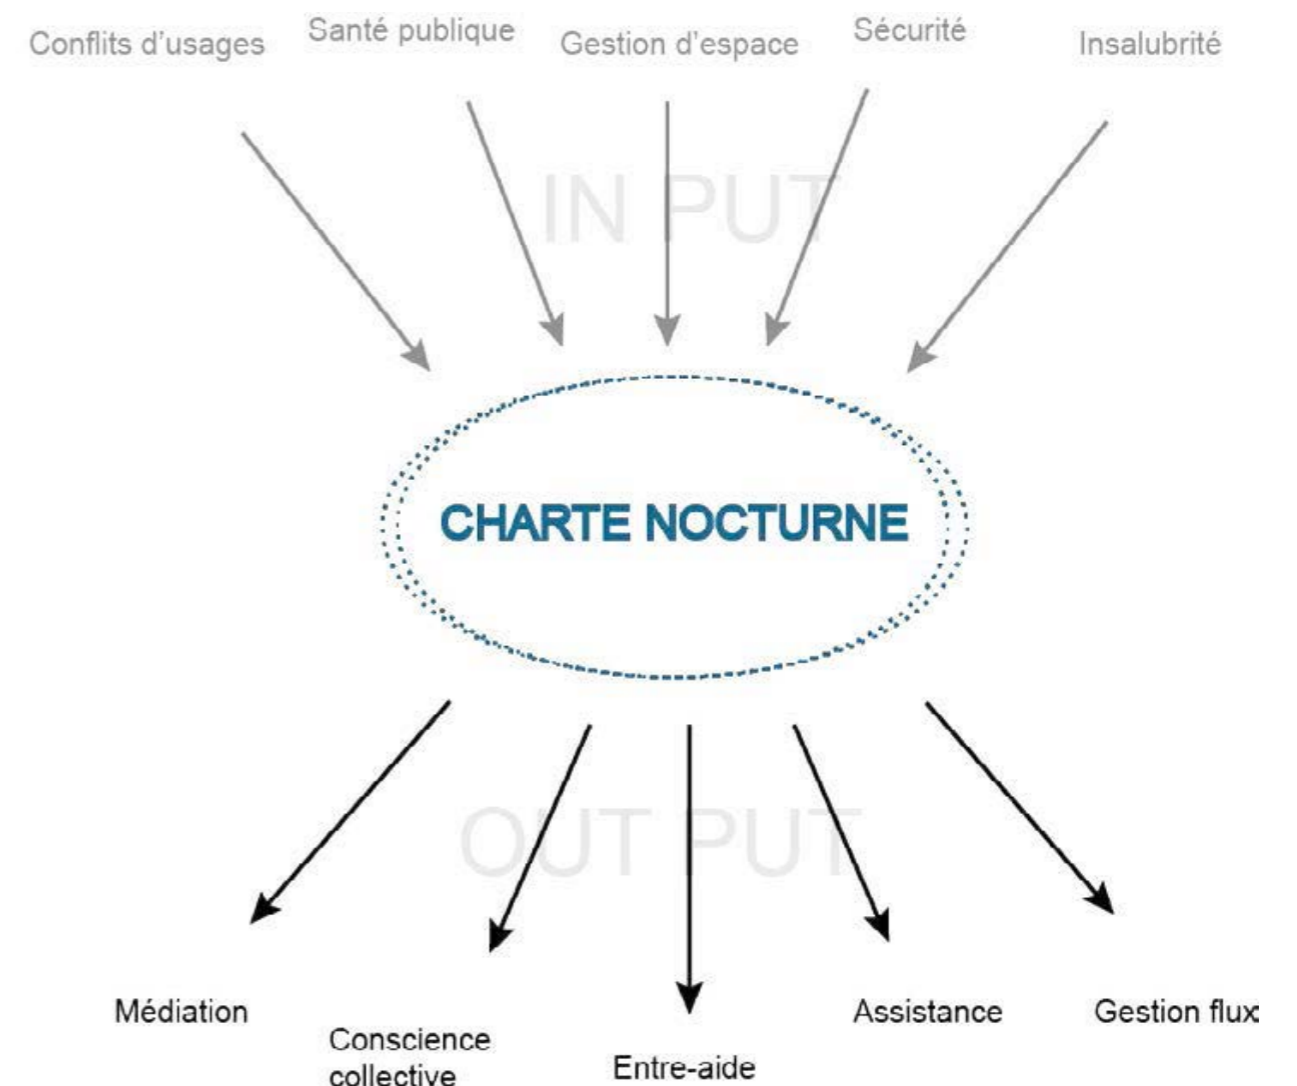 Conflits d’usages
Santé publique
Gestion d’espace
Sécurité
Insalubrité
IN PUT
CHARTE NOCTURNE
OUT PUT
Médiation
Conscience
collective
Entre-aide
Assistance
Gestion flux